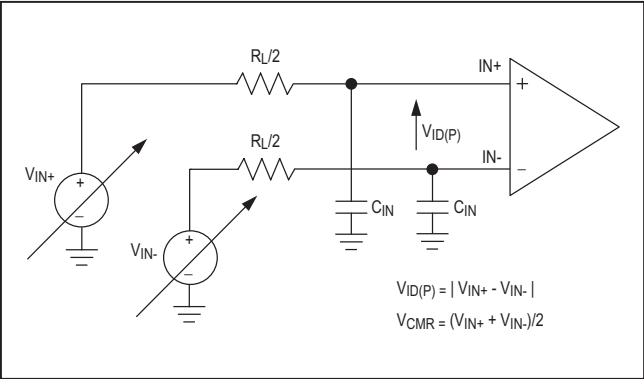 RL/2
IN+
+
VID(P)
RL/2
IN-
−
VIN+
+
−
CIN
CIN
VIN-
+
−
VID(P) = | VIN+ - VIN- |
VCMR = (VIN+ + VIN-)/2